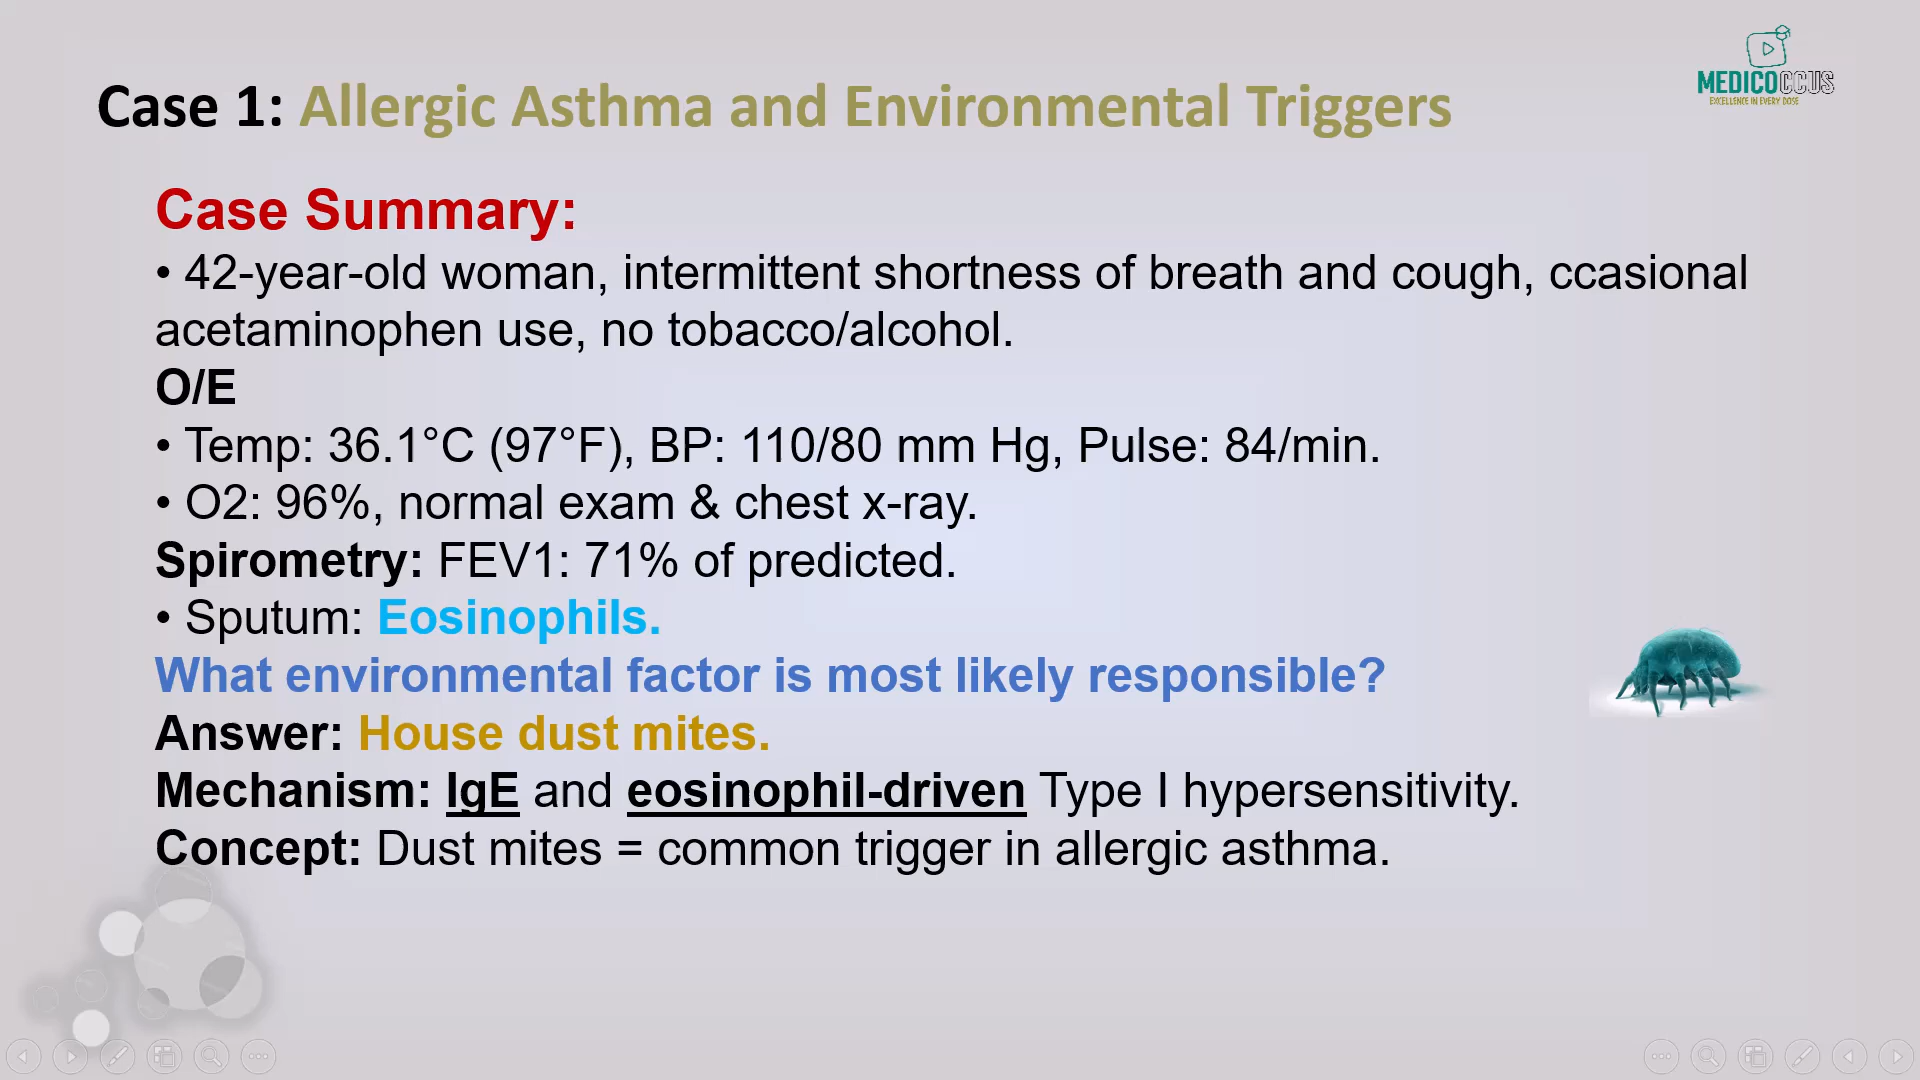 MEDICOCCUS
EXCELLENCE IN EVERY DOSE
Case 1: Allergic Asthma and Environmental Triggers
Case Summary:
• 42-year-old woman, intermittent shortness of breath and cough, ccasional
acetaminophen use, no tobacco/alcohol.
O/E
• Temp: 36.1°C (97°F), BP: 110/80 mm Hg, Pulse: 84/min.
• O2: 96%, normal exam & chest x-ray.
Spirometry: FEV1: 71% of predicted.
• Sputum: Eosinophils.
What environmental factor is most likely responsible?
Answer: House dust mites.
Mechanism: IgE and eosinophil-driven Type I hypersensitivity.
Concept: Dust mites = common trigger in allergic asthma.